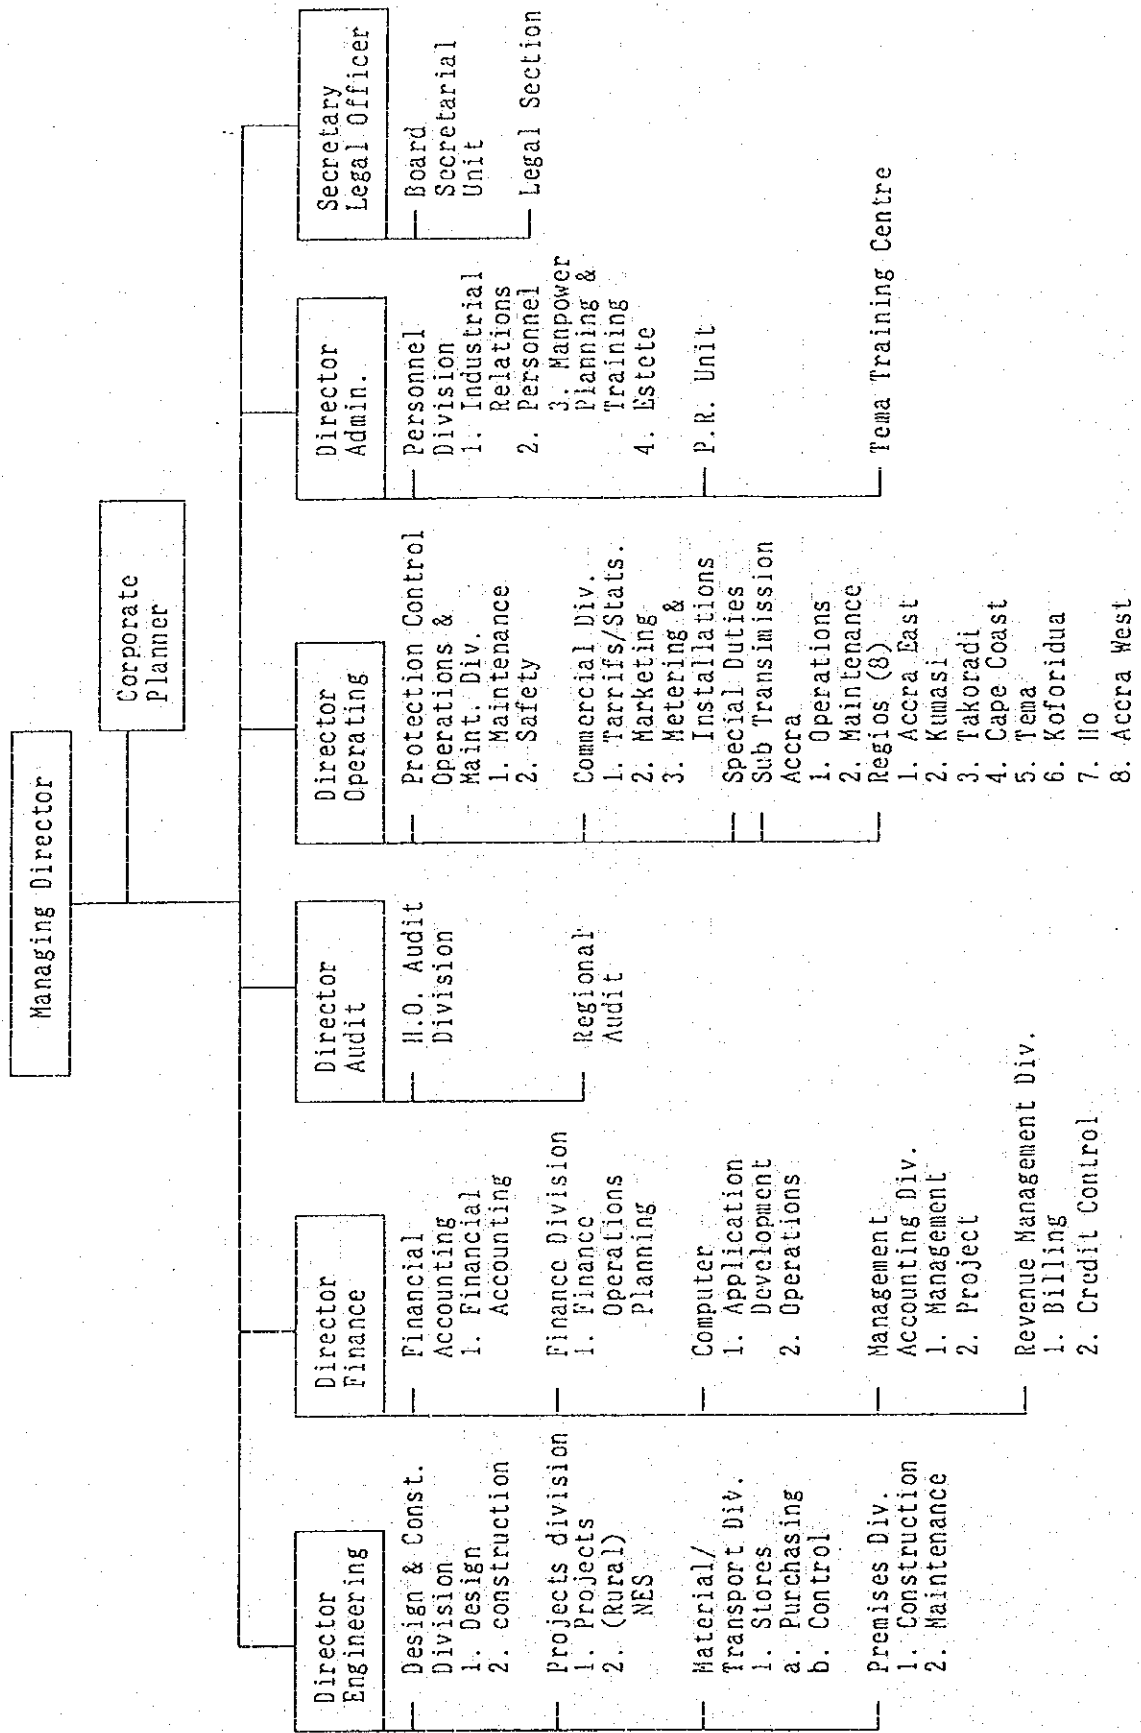 Managing Director
Corporate
Planner
Director
Engineering
Design & Const.
Division
1. Design
2. construction
Projects division
1. Projects
2. (Rural)
NES
Material/
Transport Div.
1. Stores
a. Purchasing
b. Control
Premises Div.
1. Construction
2. Maintenance
Director
Finance
Financial
Accounting
1. Financial
Accounting
Finance Division
1. Finance
Operations
Planning
Computer
1. Application
Development
2. Operations
Management
Accounting Div.
1. Management
2. Project
Revenue Management Div.
1. Billing
2. Credit Control
Director
Audit
H.O. Audit
Division
Regional
Audit
Director
Operating
Protection Control
Operations &
Maint. Div.
1. Maintenance
2. Safety
Commercial Div.
1. Tarrifs/Stats.
2. Marketing
3. Metering &
Installations
Special Duties
Sub Transimission
Accra
1. Operations
2. Maintenance
Regios (8)
1. Accra East
2. Kumasi
3. Takoradi
4. Cape Coast
5. Tema
6. Koforidua
7. Ho
8. Accra West
Director
Admin.
Personnel
Division
1. Industrial
Relations
2. Personnel
3. Manpower
Planning &
Training
4. Estete
P.R. Unit
Tema Training Centre
Secretary
Legal Officer
Board
Secretarial
Unit
Legal Section